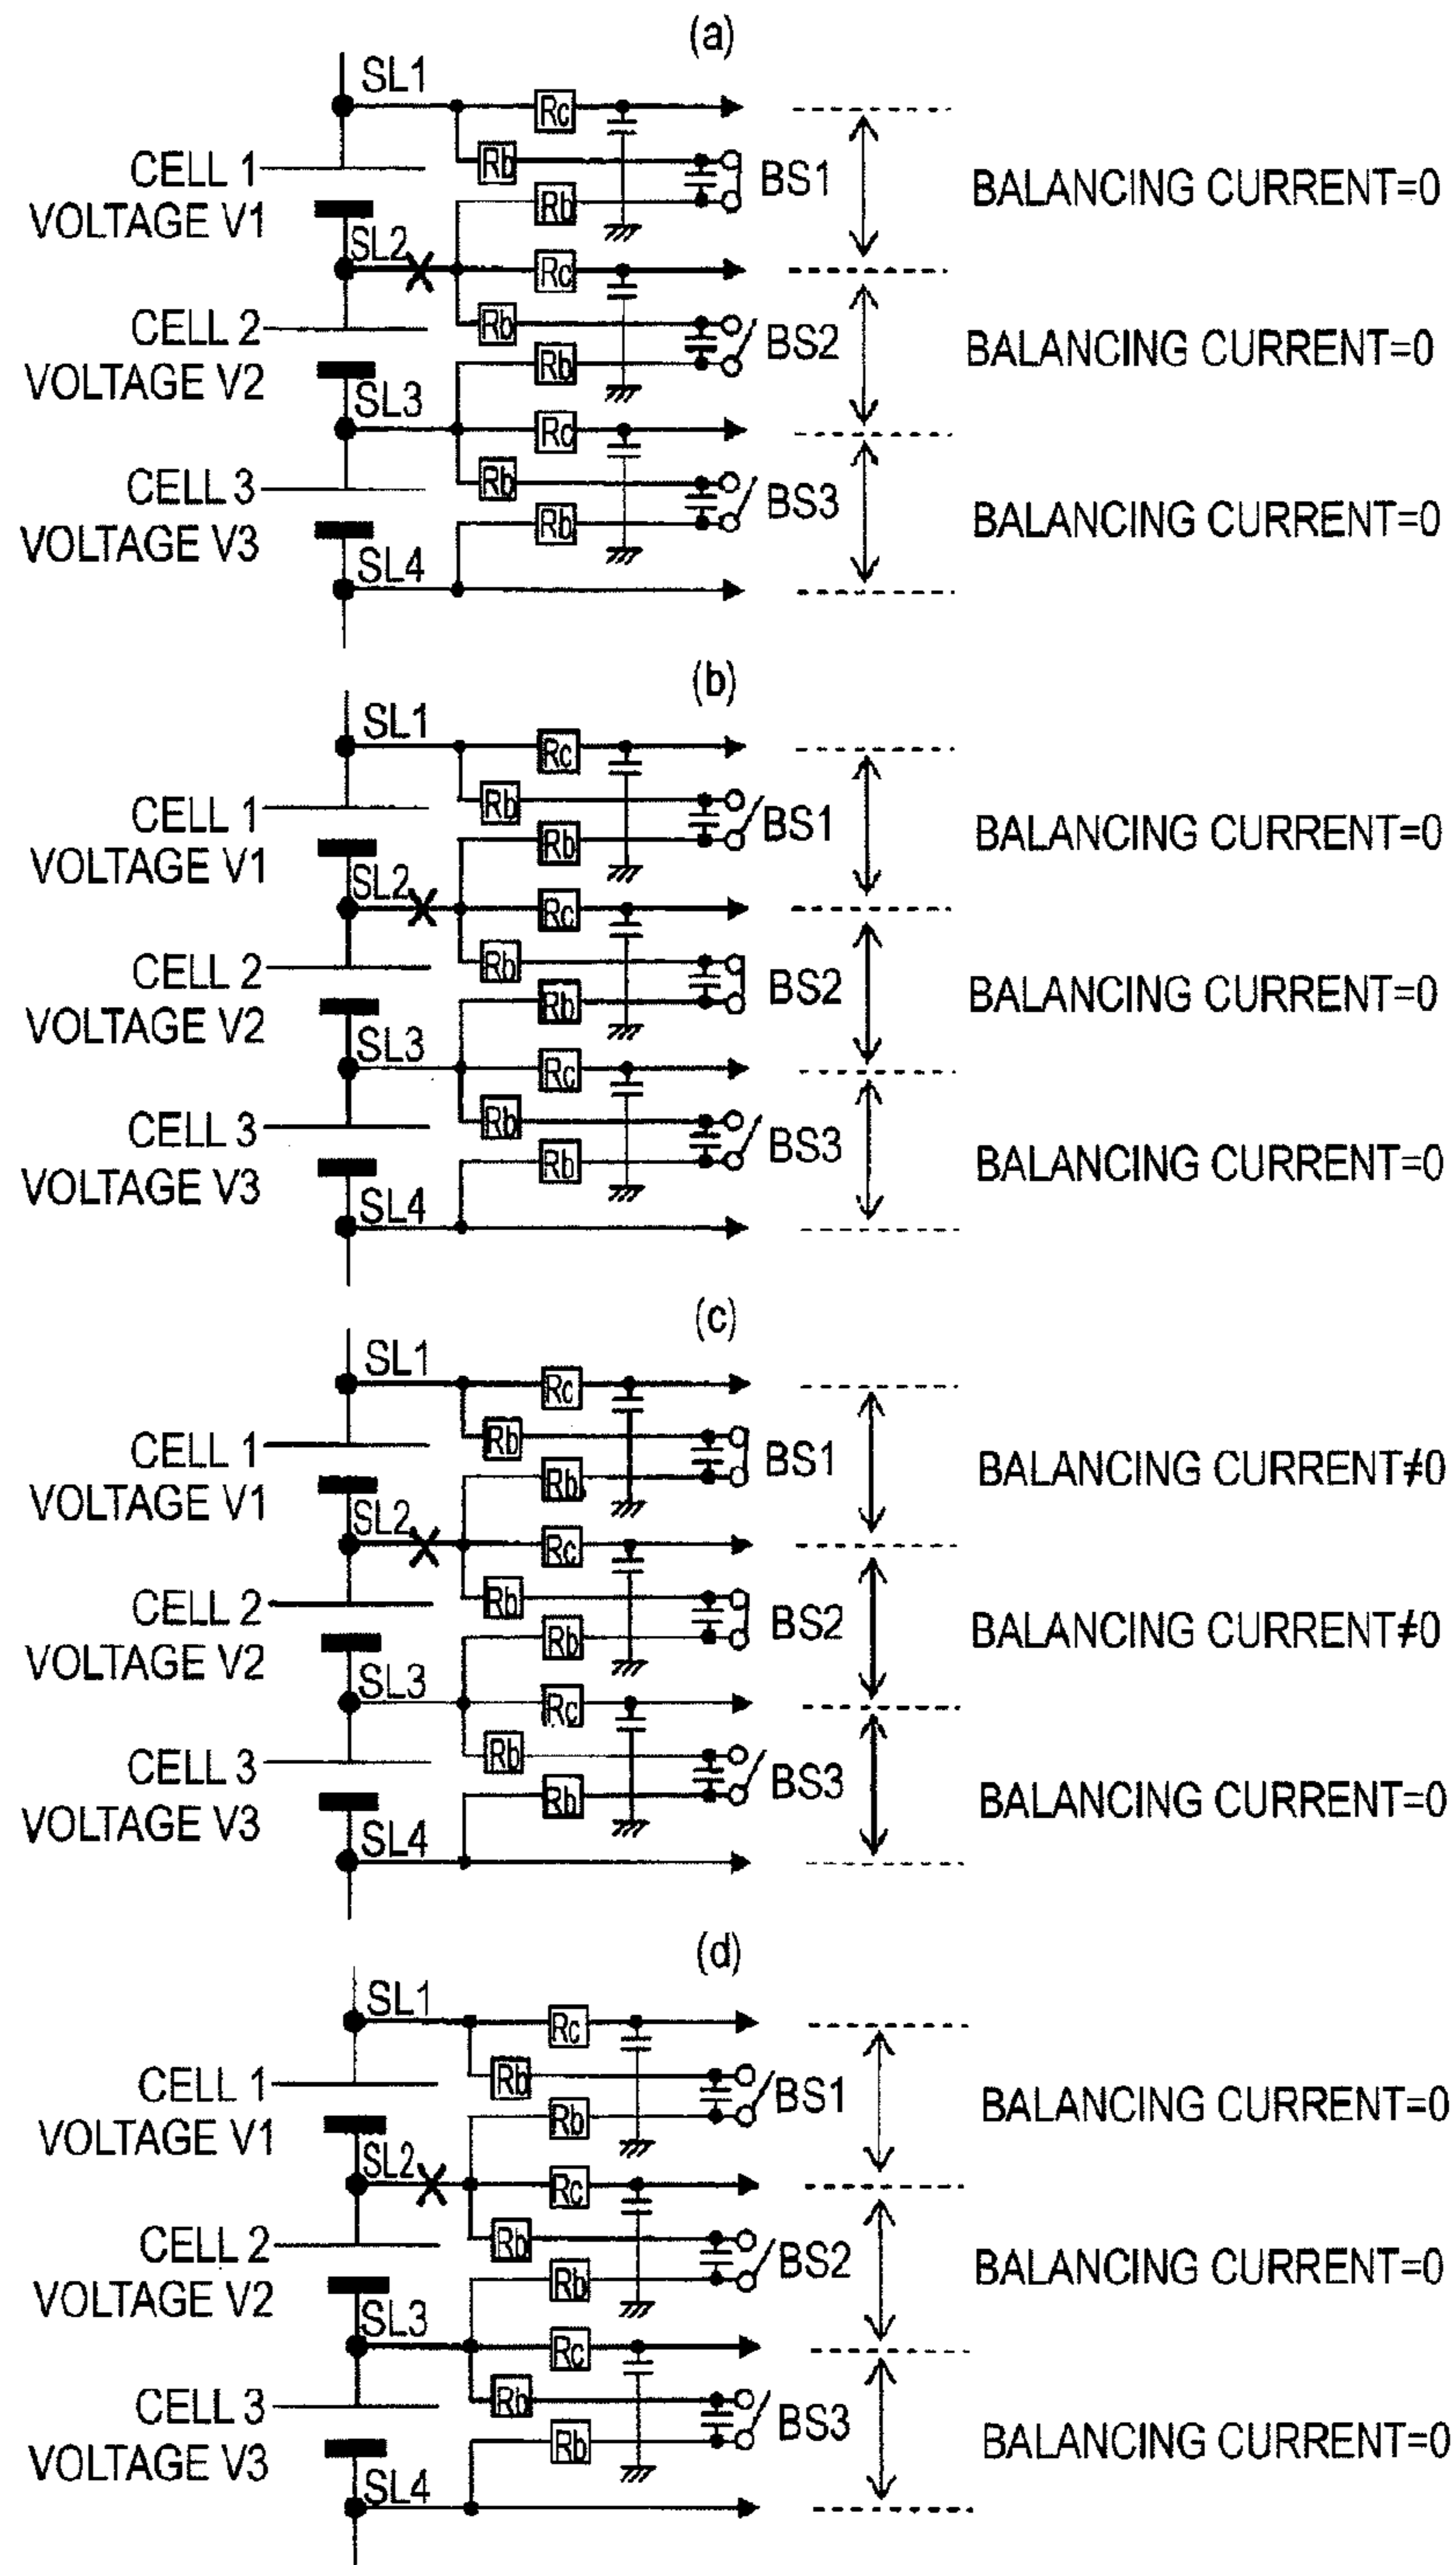 (a)
SL1
Rc
CELL 1
VOLTAGE V1
Rb
BS1
Rb
BALANCING CURRENT=0
SL2
Rc
CELL 2
VOLTAGE V2
Rb
BS2
Rb
BALANCING CURRENT=0
SL3
Rc
CELL 3
VOLTAGE V3
Rb
BS3
Rb
BALANCING CURRENT=0
SL4
(b)
SL1
Rc
CELL 1
VOLTAGE V1
Rb
BS1
Rb
BALANCING CURRENT=0
SL2
Rc
CELL 2
VOLTAGE V2
Rb
BS2
Rb
BALANCING CURRENT=0
SL3
Rc
CELL 3
VOLTAGE V3
Rb
BS3
Rb
BALANCING CURRENT=0
SL4
(c)
SL1
Rc
CELL 1
VOLTAGE V1
Rb
BS1
Rb
BALANCING CURRENT≠0
SL2
Rc
CELL 2
VOLTAGE V2
Rb
BS2
Rb
BALANCING CURRENT≠0
SL3
Rc
CELL 3
VOLTAGE V3
Rb
BS3
Rb
BALANCING CURRENT=0
SL4
(d)
SL1
Rc
CELL 1
VOLTAGE V1
Rb
BS1
Rb
BALANCING CURRENT=0
SL2
Rc
CELL 2
VOLTAGE V2
Rb
BS2
Rb
BALANCING CURRENT=0
SL3
Rc
CELL 3
VOLTAGE V3
Rb
BS3
Rb
BALANCING CURRENT=0
SL4